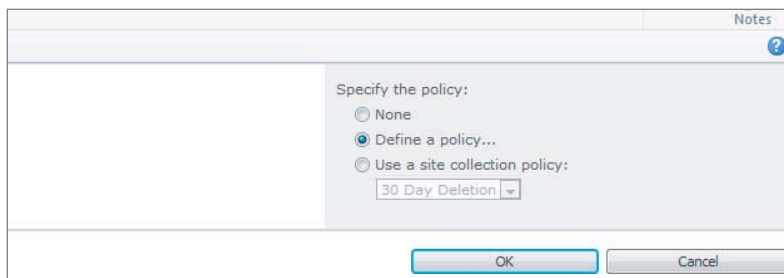 Notes
?
Specify the policy:
None
Define a policy...
Use a site collection policy:
30 Day Deletion
OK
Cancel